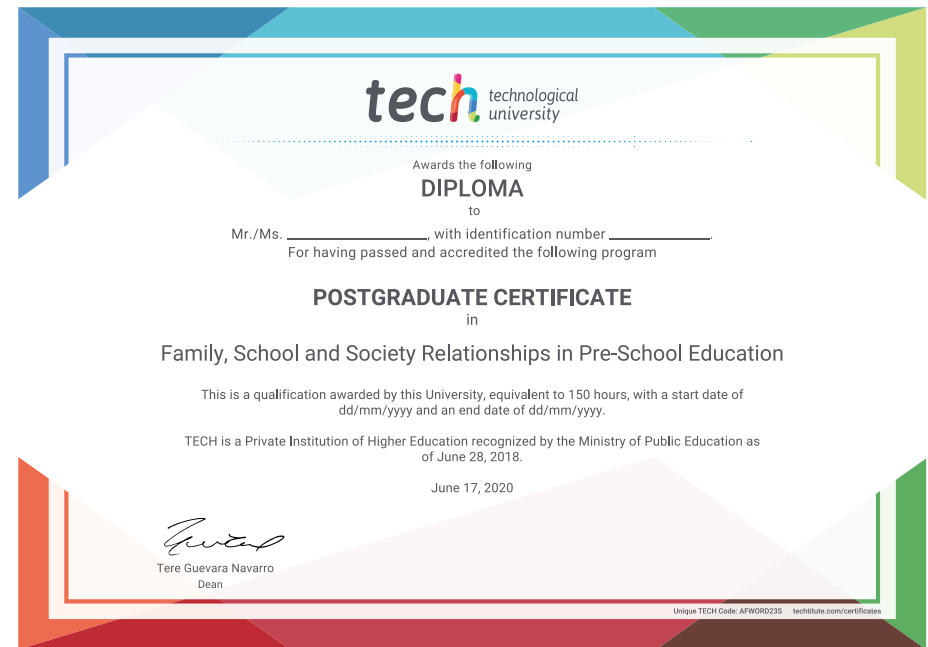 tech technological
university
Awards the following
DIPLOMA
to
Mr./Ms. ____________________, with identification number ______________.
For having passed and accredited the following program
POSTGRADUATE CERTIFICATE
in
Family, School and Society Relationships in Pre-School Education
This is a qualification awarded by this University, equivalent to 150 hours, with a start date of
dd/mm/yyyy and an end date of dd/mm/yyyy.
TECH is a Private Institution of Higher Education recognized by the Ministry of Public Education as
of June 28, 2018.
June 17, 2020
Tere Guevara Navarro
Dean
Unique TECH Code: AFWORD23S techtitute.com/certificates